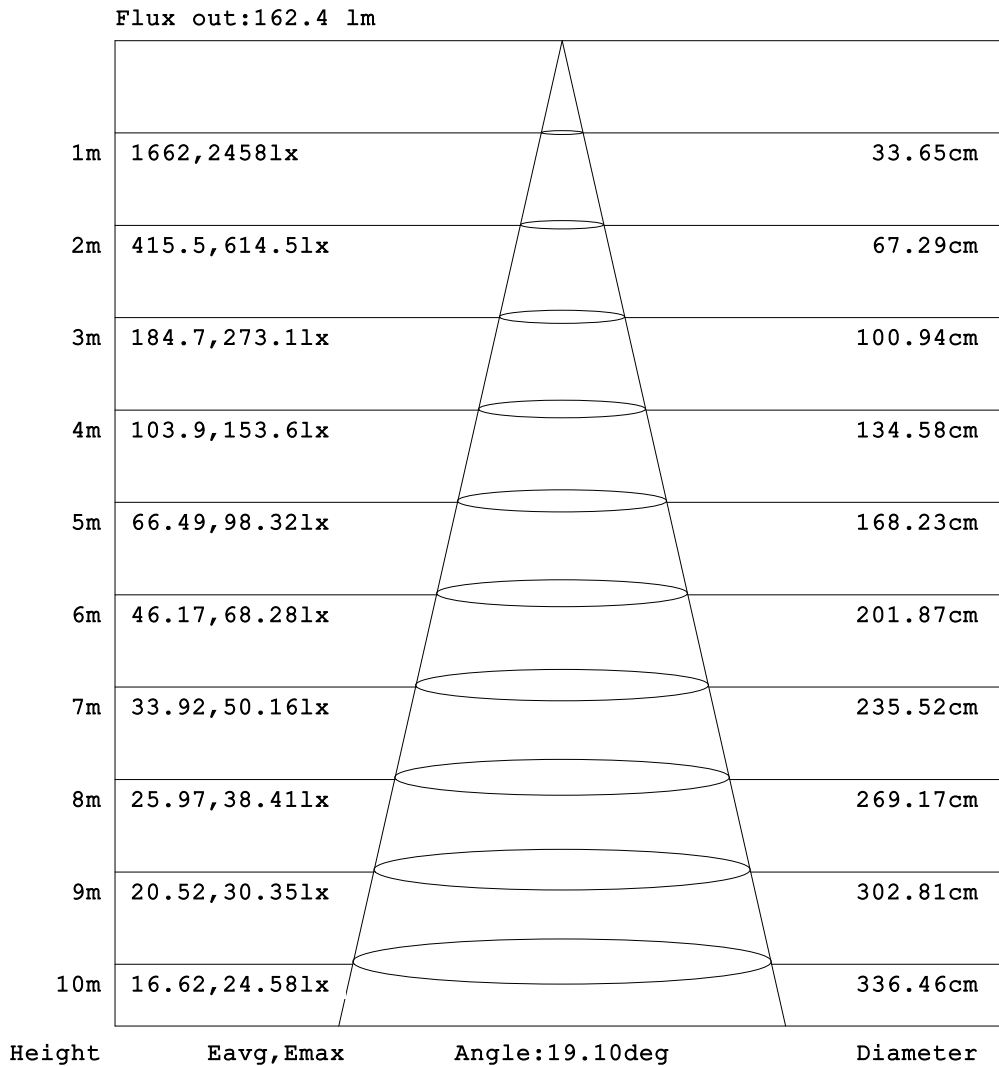 Flux out:162.4 lm
1m 1662,2458lx 33.65cm
2m 415.5,614.5lx 67.29cm
3m 184.7,273.1lx 100.94cm
4m 103.9,153.6lx 134.58cm
5m 66.49,98.32lx 168.23cm
6m 46.17,68.28lx 201.87cm
7m 33.92,50.16lx 235.52cm
8m 25.97,38.41lx 269.17cm
9m 20.52,30.35lx 302.81cm
10m 16.62,24.58lx 336.46cm
Height Eavg,Emax Angle:19.10deg Diameter